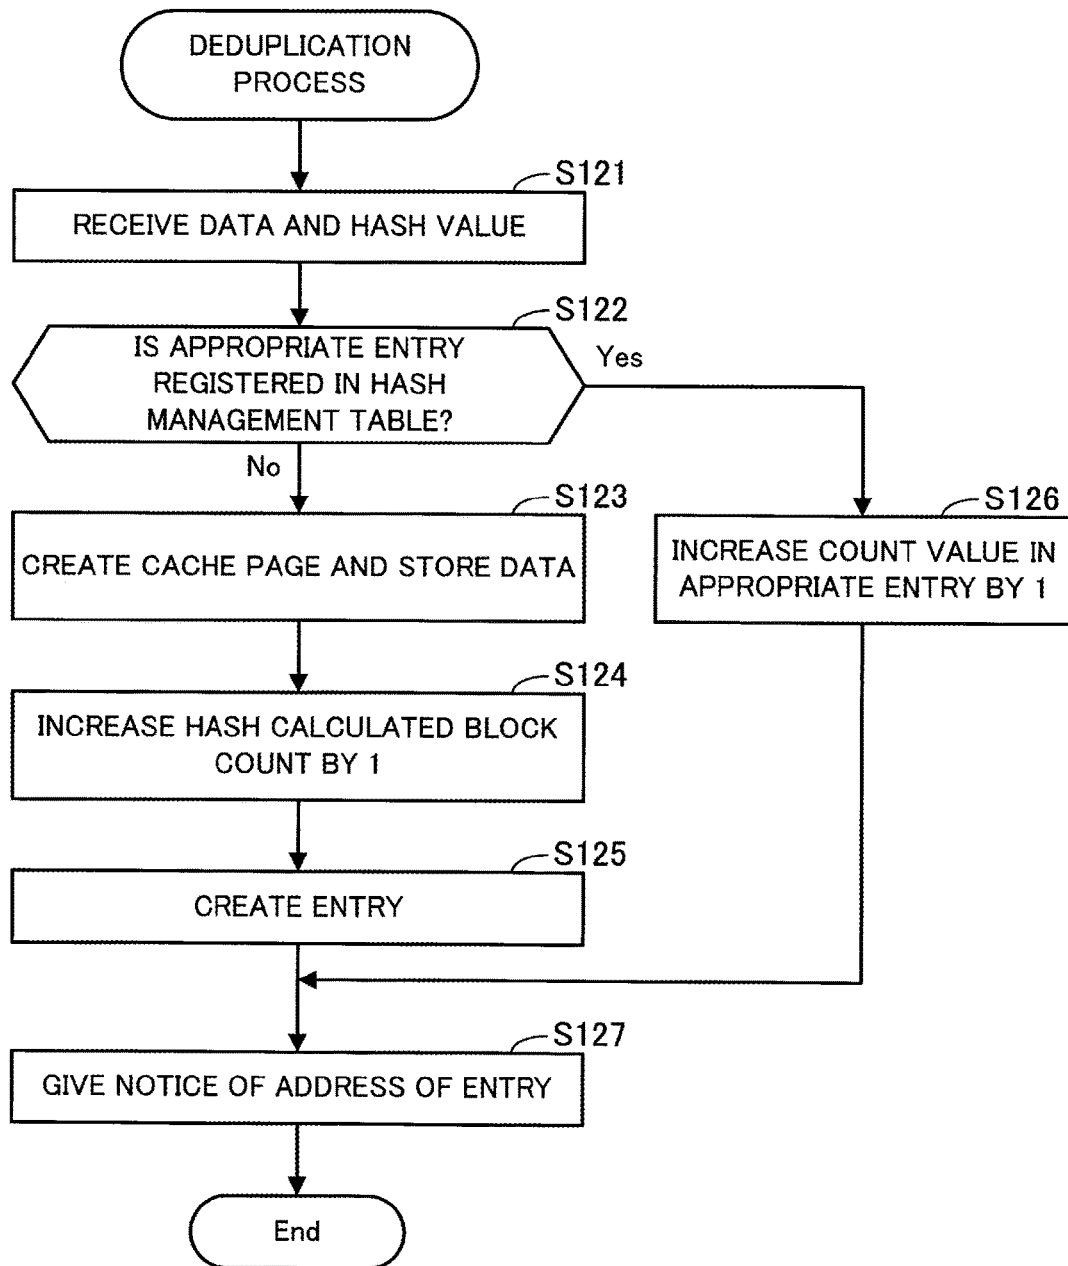 DEDUPLICATION
PROCESS
S121
RECEIVE DATA AND HASH VALUE
S122
IS APPROPRIATE ENTRY
REGISTERED IN HASH
MANAGEMENT TABLE?
Yes
No
S123
CREATE CACHE PAGE AND STORE DATA
S126
INCREASE COUNT VALUE IN
APPROPRIATE ENTRY BY 1
S124
INCREASE HASH CALCULATED BLOCK
COUNT BY 1
S125
CREATE ENTRY
S127
GIVE NOTICE OF ADDRESS OF ENTRY
End